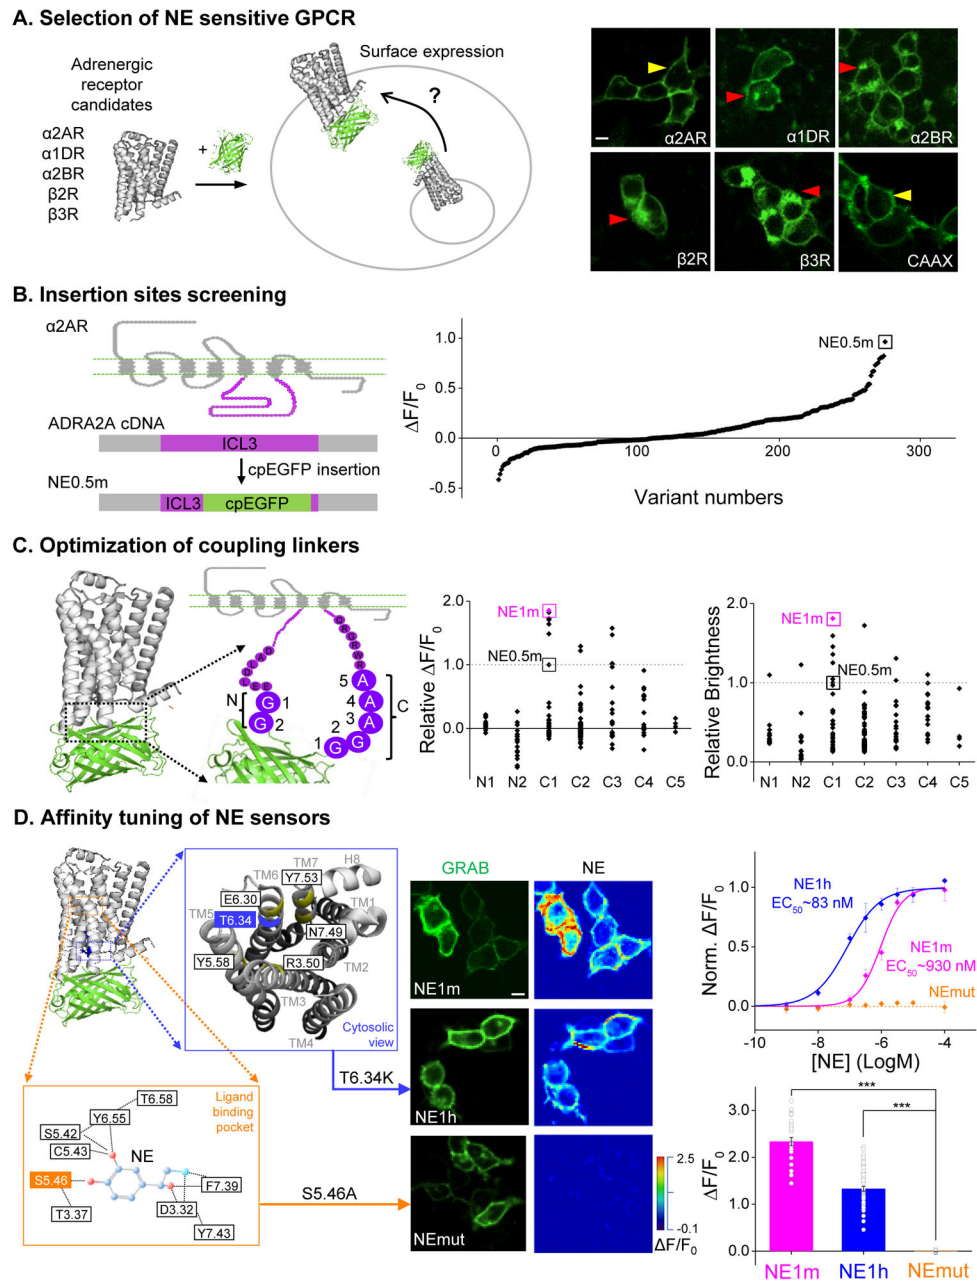 A. Selection of NE sensitive GPCR
Adrenergic
receptor
candidates
α2AR
α1DR
α2BR
β2R
β3R
+
Surface expression
?
α2AR
α1DR
α2BR
β2R
β3R
CAAX
B. Insertion sites screening
α2AR
ADRA2A cDNA
ICL3
cpEGFP insertion
NE0.5m
ICL3
cpEGFP
ΔF/F0
1.0
0.5
0.0
-0.5
0
100
200
300
NE0.5m
Variant numbers
C. Optimization of coupling linkers
D
A
L
D
L
E
E
N
G
1
G
2
Q
R
G
R
W
R
5
A
4
A
3
A
2
G
1
G
C
Relative ΔF/F0
2.0
1.0
0.0
NE1m
NE0.5m
N1
N2
C1
C2
C3
C4
C5
Relative Brightness
2.0
1.0
0.0
NE1m
NE0.5m
N1
N2
C1
C2
C3
C4
C5
D. Affinity tuning of NE sensors
TM7
H8
TM6
Y7.53
E6.30
TM5
T6.34
TM1
N7.49
Y5.58
R3.50
TM2
TM3
TM4
Cytosolic
view
T6.34K
T6.58
Ligand
binding
pocket
Y6.55
S5.42
C5.43
NE
S5.46
F7.39
T3.37
D3.32
Y7.43
S5.46A
GRAB
NE
NE1m
NE1h
NEmut
2.5
-0.1
ΔF/F0
Norm. ΔF/F0
1.0
0.5
0.0
NE1h
EC50~83 nM
NE1m
EC50~930 nM
NEmut
-10
-8
-6
-4
[NE] (LogM)
ΔF/F0
3.0
2.0
1.0
0.0
***
***
NE1m
NE1h
NEmut